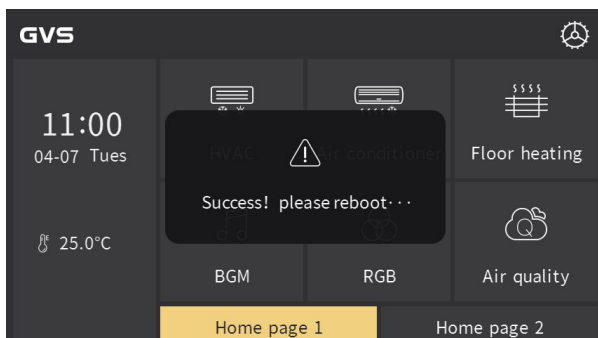 GVS
11:00
04-07 Tues
25.0°C
HVAC
Air conditioner
Floor heating
Success! please reboot···
BGM
RGB
Air quality
Home page 1
Home page 2